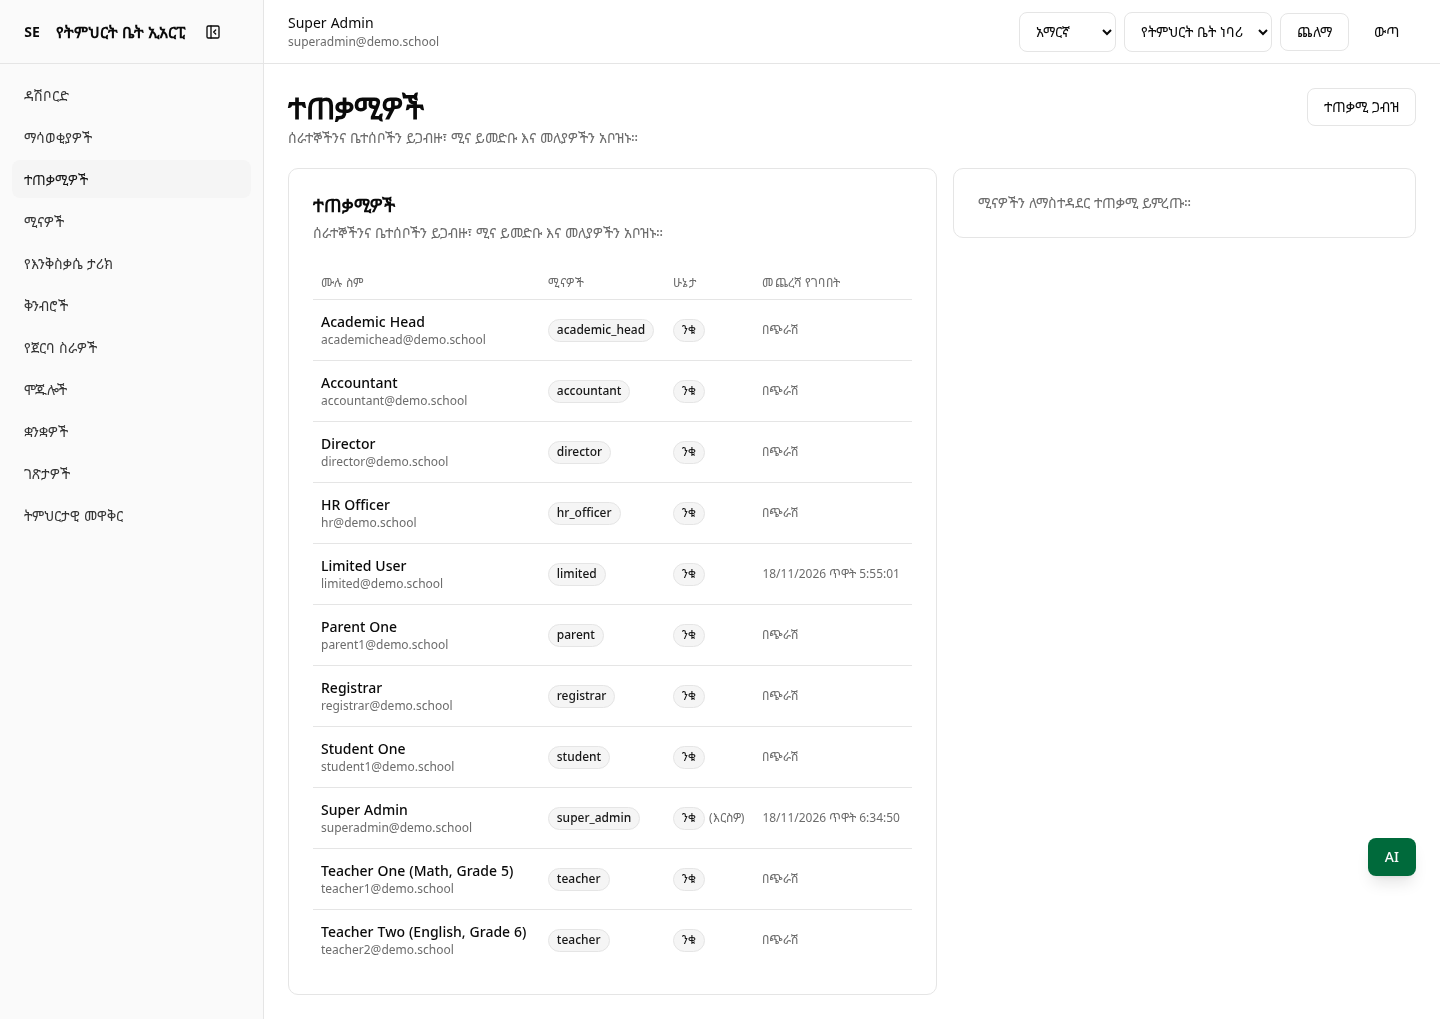 SE የትምህርት ቤት ኢአርፒ
Super Admin
superadmin@demo.school
አማርኛ
የትምህርት ቤት ነባሪ
ጨለማ
ውጣ
ዳሽቦርድ
ማሳወቂያዎች
ተጠቃሚዎች
ሚናዎች
የእንቅስቃሴ ታሪክ
ቅንብሮች
የጀርባ ስራዎች
ሞጁሎች
ቋንቋዎች
ገጽታዎች
ትምህርታዊ መዋቅር
ተጠቃሚዎች
ሰራተኞችንና ቤተሰቦችን ይጋብዙ፣ ሚና ይመድቡ እና መለያዎችን አቦዝኑ።
ተጠቃሚ ጋብዝ
ተጠቃሚዎች
ሰራተኞችንና ቤተሰቦችን ይጋብዙ፣ ሚና ይመድቡ እና መለያዎችን አቦዝኑ።
ሙሉ ስም ሚናዎች ሁኔታ መጨረሻ የገባበት
Academic Head academic_head ንቁ በጭራሽ
academichead@demo.school
Accountant accountant ንቁ በጭራሽ
accountant@demo.school
Director director ንቁ በጭራሽ
director@demo.school
HR Officer hr_officer ንቁ በጭራሽ
hr@demo.school
Limited User limited ንቁ 18/11/2026 ጥዋት 5:55:01
limited@demo.school
Parent One parent ንቁ በጭራሽ
parent1@demo.school
Registrar registrar ንቁ በጭራሽ
registrar@demo.school
Student One student ንቁ በጭራሽ
student1@demo.school
Super Admin super_admin ንቁ (እርስዎ) 18/11/2026 ጥዋት 6:34:50
superadmin@demo.school
Teacher One (Math, Grade 5) teacher ንቁ በጭራሽ
teacher1@demo.school
Teacher Two (English, Grade 6) teacher ንቁ በጭራሽ
teacher2@demo.school
ሚናዎችን ለማስተዳደር ተጠቃሚ ይምረጡ።
AI